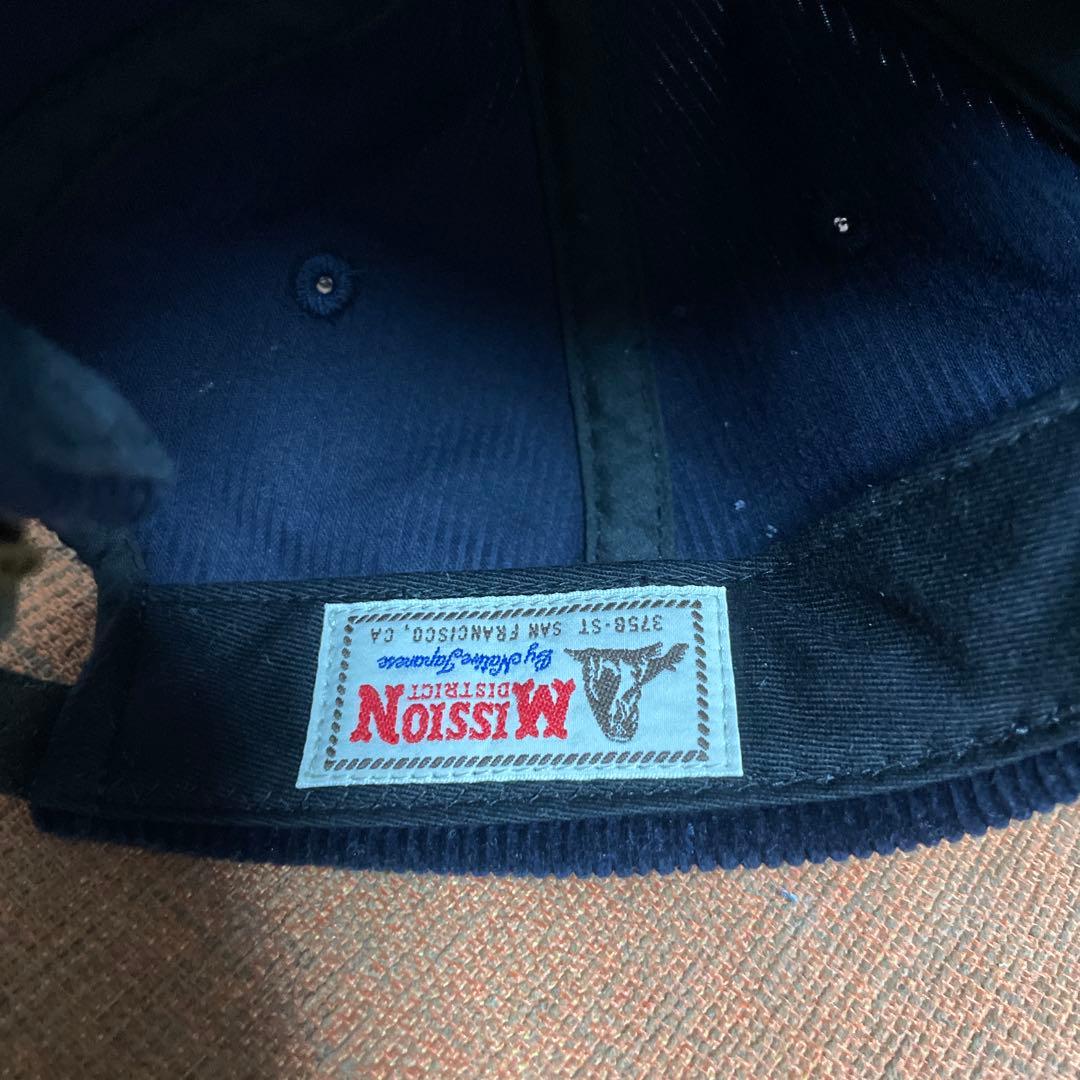 MISSION
DISTRICT
By Native Japanese
375B-ST SAN FRANCISCO, CA